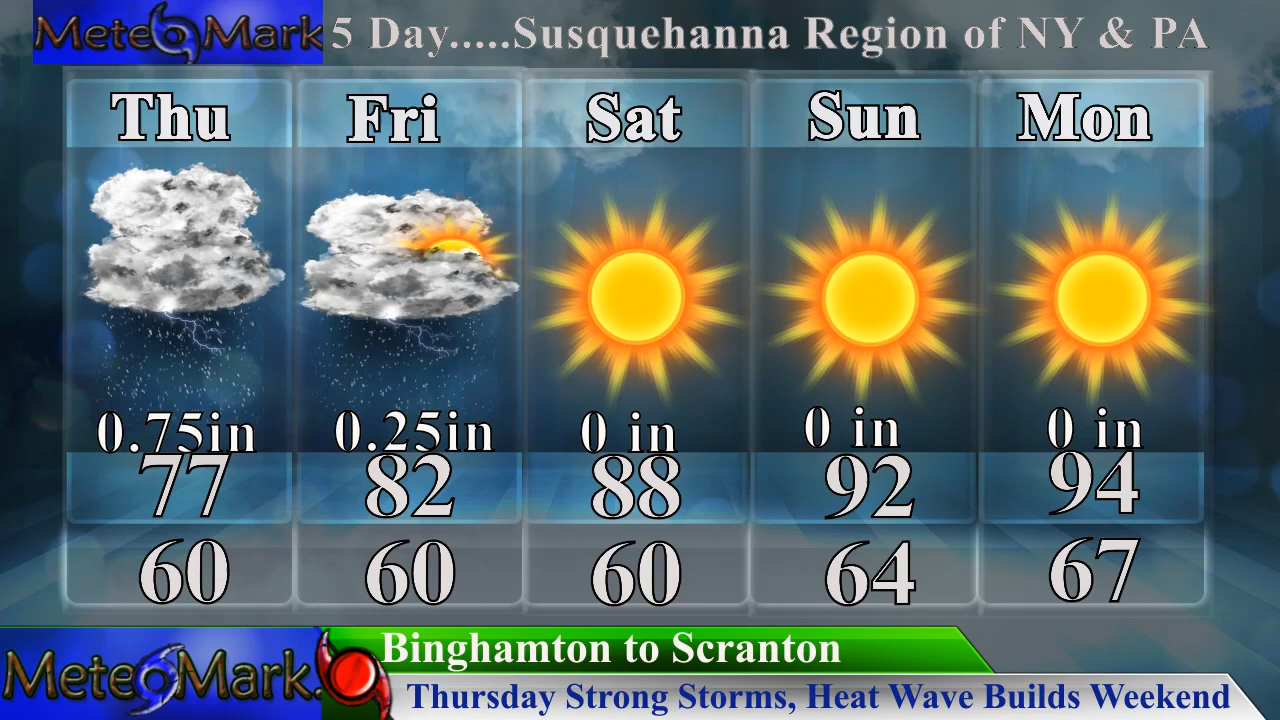 MeteoMark 5 Day.....Susquehanna Region of NY & PA
Thu Fri Sat Sun Mon
0.75in 0.25in 0 in 0 in 0 in
77 82 88 92 94
60 60 60 64 67
Binghamton to Scranton
MeteoMark.
Thursday Strong Storms, Heat Wave Builds Weekend